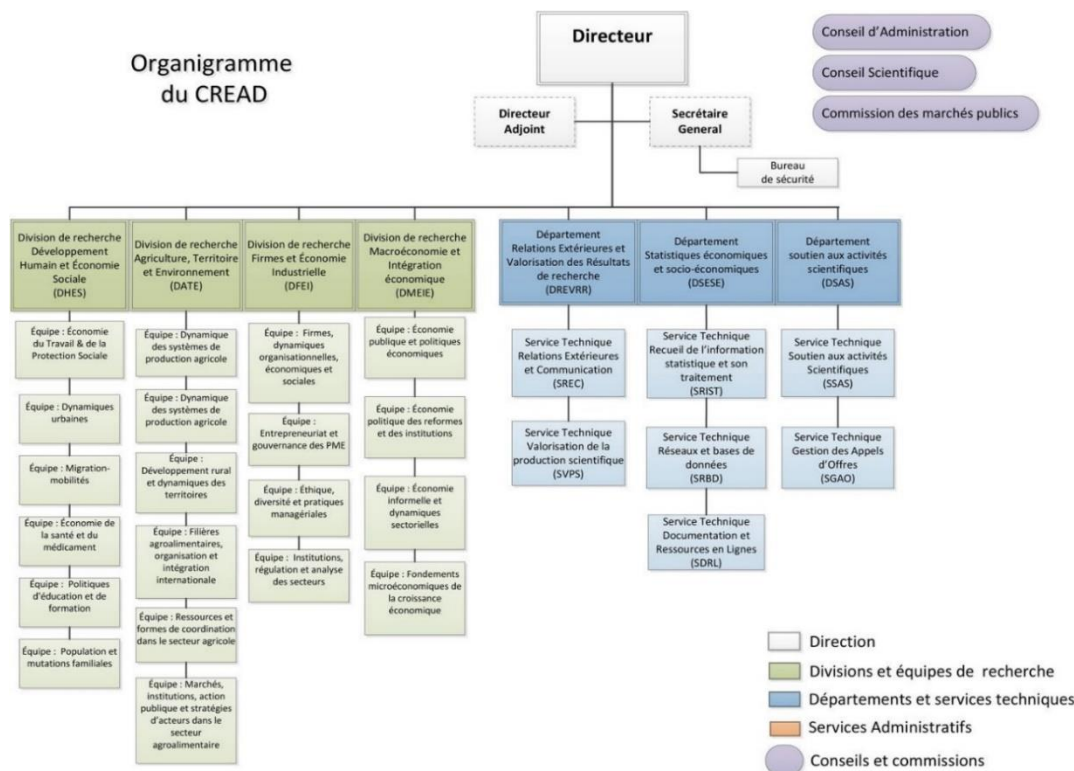 Organigramme
du CREAD
Directeur
Conseil d'Administration
Conseil Scientifique
Commission des marchés publics
Directeur
Adjoint
Secrétaire
General
Bureau
de sécurité
Division de recherche
Développement
Humain et Économie
Sociale
(DHES)
Équipe : Économie
du Travail & de la
Protection Sociale
Équipe : Dynamiques
urbaines
Équipe : Migration-
mobilités
Équipe : Économie de
la santé et du
médicament
Équipe : Politiques
d'éducation et de
formation
Équipe : Population et
mutations familiales
Division de recherche
Agriculture, Territoire
et Environnement
(DATE)
Équipe : Dynamique
des systèmes de
production agricole
Équipe : Dynamique
des systèmes de
production agricole
Équipe :
Développement rural
et dynamiques des
territoires
Équipe : Filières
agroalimentaires,
organisation et
intégration
internationale
Équipe : Ressources et
formes de coordination
dans le secteur agricole
Équipe : Marchés,
institutions, action
publique et stratégies
d'acteurs dans le
secteur
agroalimentaire
Division de recherche
Firmes et Économie
Industrielle
(DFEI)
Équipe : Firmes,
dynamiques
organisationnelles,
économiques et
sociales
Équipe :
Entrepreneuriat et
gouvernance des PME
Équipe : Éthique,
diversité et pratiques
managériales
Équipe : Institutions,
régulation et analyse
des secteurs
Division de recherche
Macroéconomie et
Intégration
économique
(DMEIE)
Équipe : Économie
publique et politiques
économiques
Équipe : Économie
politique des reformes
et des institutions
Équipe : Économie
informelle et
dynamiques
sectorielles
Équipe : Fondements
microéconomiques de
la croissance
économique
Département
Relations Extérieures et
Valorisation des Résultats
de recherche
(DREVRR)
Service Technique
Relations Extérieures
et Communication
(SREC)
Service Technique
Valorisation de la
production scientifique
(SVPS)
Département
Statistiques économiques
et socio-économiques
(DSESE)
Service Technique
Recueil de l'information
statistique et son
traitement
(SRIST)
Service Technique
Réseaux et bases de
données
(SRBD)
Service Technique
Documentation et
Ressources en Lignes
(SDRL)
Département
soutien aux activités
scientifiques
(DSAS)
Service Technique
Soutien aux activités
Scientifiques
(SSAS)
Service Technique
Gestion des Appels
d'Offres
(SGAO)
Direction
Divisions et équipes de recherche
Départements et services techniques
Services Administratifs
Conseils et commissions